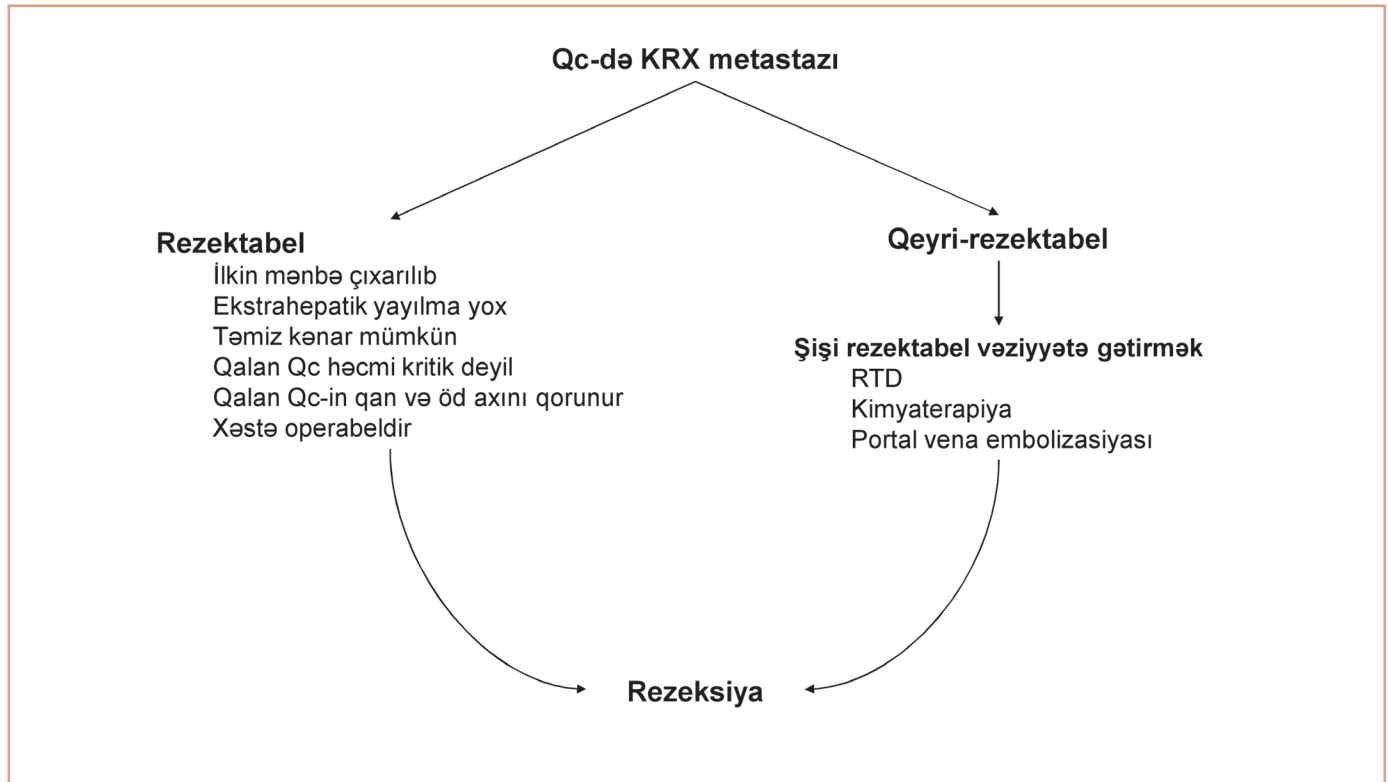 Qc-də KRX metastazı
Rezektabel
İlkin mənbə çıxarılıb
Ekstrahepatik yayılma yox
Təmiz kənar mümkün
Qalan Qc həcmi kritik deyil
Qalan Qc-in qan və öd axını qorunur
Xəstə operabeldir
Qeyri-rezektabel
Şişi rezektabel vəziyyətə gətirmək
RTD
Kimyaterapiya
Portal vena embolizasiyası
Rezeksiya